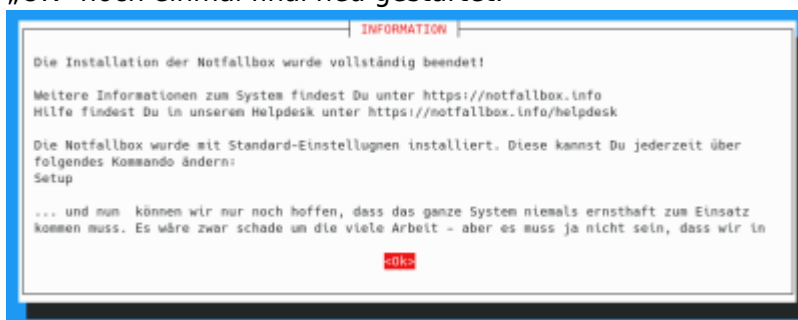 „OK“ noch einmal final neu gestartet.
INFORMATION
Die Installation der Notfallbox wurde vollständig beendet!
Weitere Informationen zum System findest Du unter https://notfallbox.info
Hilfe findest Du in unserem Helpdesk unter https://notfallbox.info/helpdesk
Die Notfallbox wurde mit Standard-Einstellugnen installiert. Diese kannst Du jederzeit über
folgendes Kommando ändern:
Setup
... und nun können wir nur noch hoffen, dass das ganze System niemals ernsthaft zum Einsatz
kommen muss. Es wäre zwar schade um die viele Arbeit - aber es muss ja nicht sein, dass wir in
<Ok>